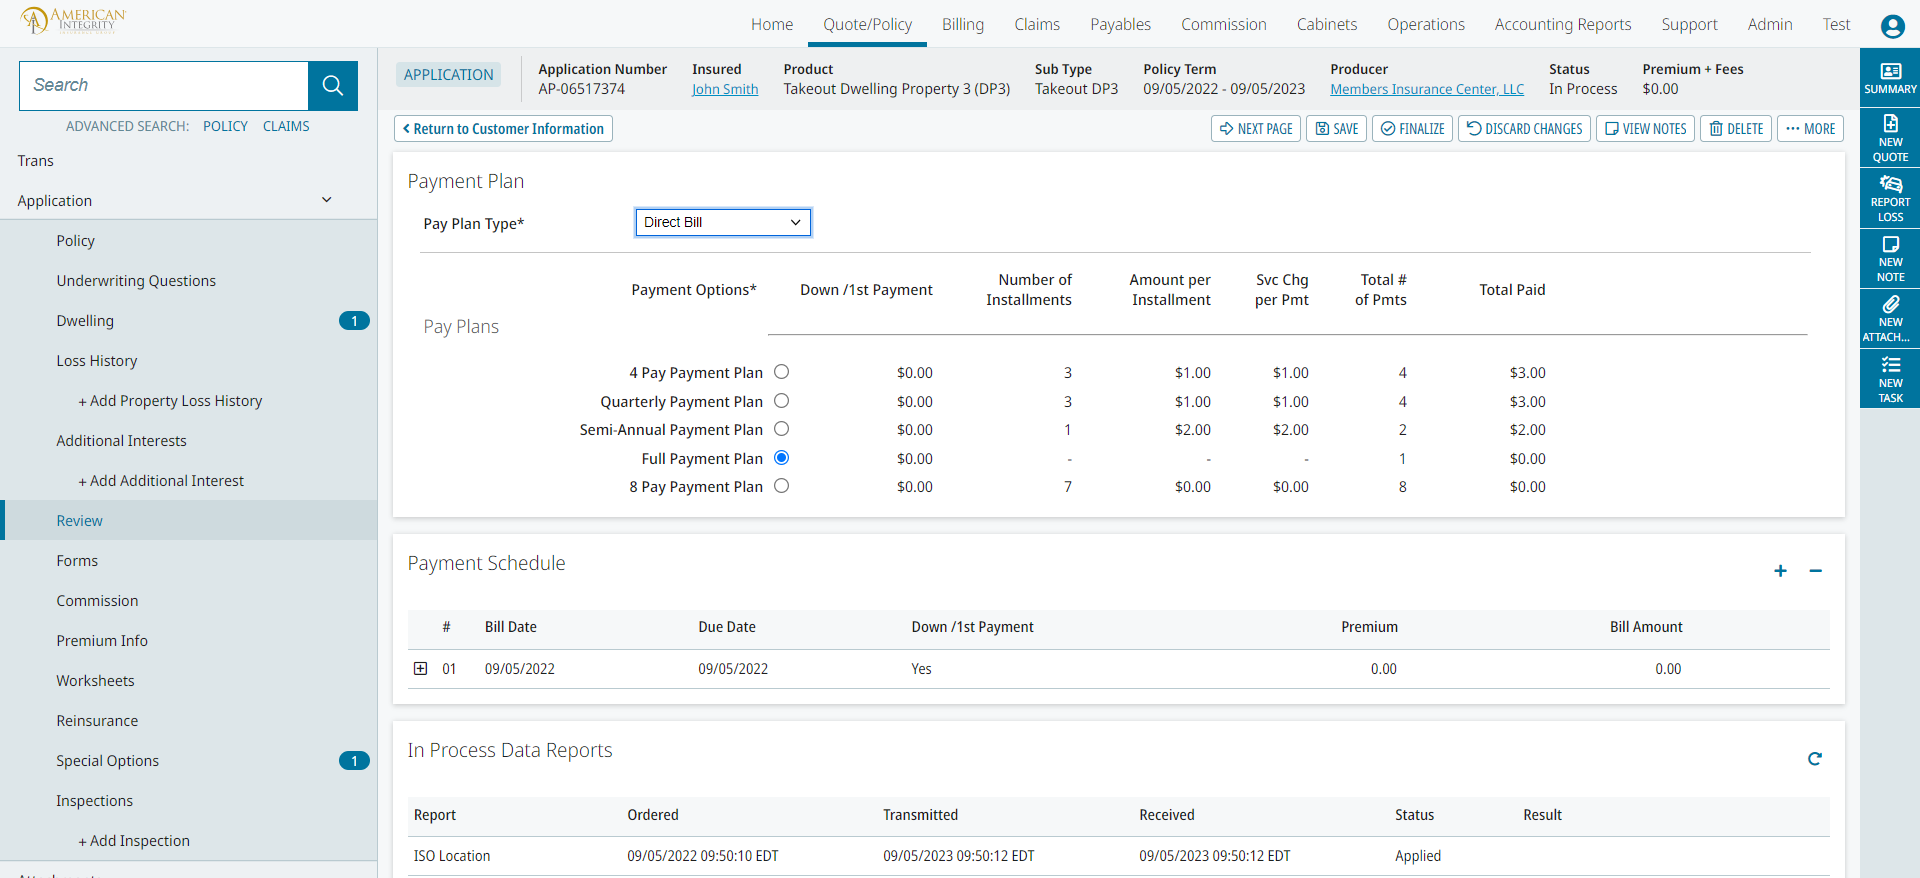 AMERICAN
INTEGRITY
Home Quote/Policy Billing Claims Payables Commission Cabinets Operations Accounting Reports Support Admin Test
Search
ADVANCED SEARCH: POLICY CLAIMS
Trans
Application
Policy
Underwriting Questions
Dwelling 1
Loss History
+ Add Property Loss History
Additional Interests
+ Add Additional Interest
Review
Forms
Commission
Premium Info
Worksheets
Reinsurance
Special Options 1
Inspections
+ Add Inspection
APPLICATION
Application Number Insured Product Sub Type Policy Term Producer Status Premium + Fees
AP-06517374 John Smith Takeout Dwelling Property 3 (DP3) Takeout DP3 09/05/2022 - 09/05/2023 Members Insurance Center, LLC In Process $0.00
Return to Customer Information NEXT PAGE SAVE FINALIZE DISCARD CHANGES VIEW NOTES DELETE MORE
Payment Plan
Pay Plan Type* Direct Bill
Payment Options* Down /1st Payment Number of Installments Amount per Installment Svc Chg per Pmt Total # of Pmts Total Paid
Pay Plans
4 Pay Payment Plan $0.00 3 $1.00 $1.00 4 $3.00
Quarterly Payment Plan $0.00 3 $1.00 $1.00 4 $3.00
Semi-Annual Payment Plan $0.00 1 $2.00 $2.00 2 $2.00
Full Payment Plan $0.00 - - - 1 $0.00
8 Pay Payment Plan $0.00 7 $0.00 $0.00 8 $0.00
Payment Schedule
# Bill Date Due Date Down /1st Payment Premium Bill Amount
01 09/05/2022 09/05/2022 Yes 0.00 0.00
In Process Data Reports
Report Ordered Transmitted Received Status Result
ISO Location 09/05/2022 09:50:10 EDT 09/05/2023 09:50:12 EDT 09/05/2023 09:50:12 EDT Applied
SUMMARY
NEW
QUOTE
REPORT
LOSS
NEW
NOTE
NEW
ATTACH...
NEW
TASK